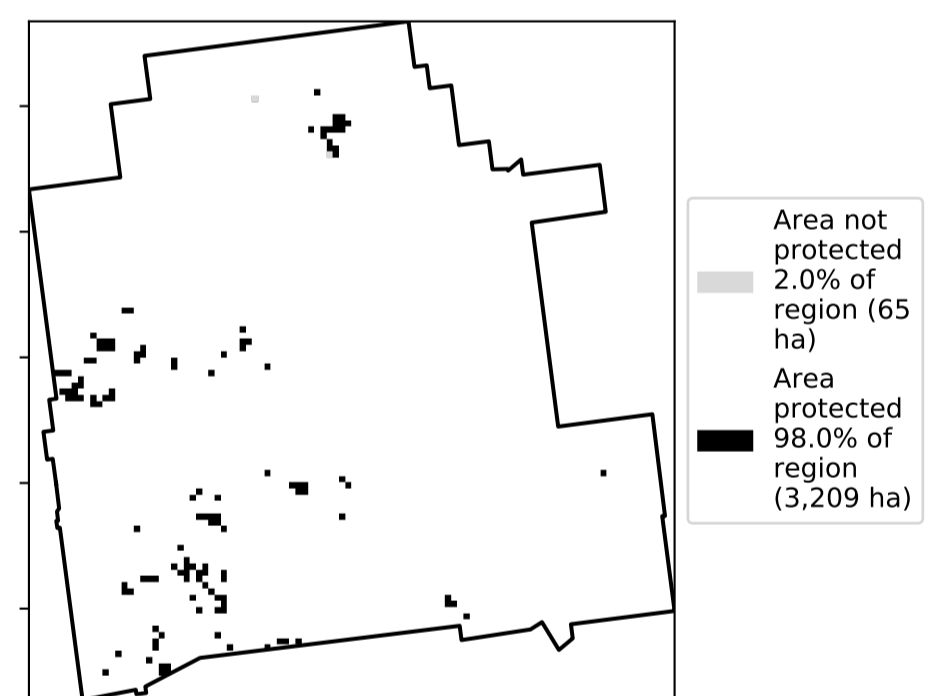 Area not
protected
2.0% of
region (65
ha)
Area
protected
98.0% of
region
(3,209 ha)